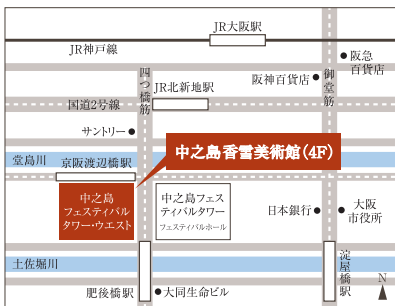 JR大阪駅
JR神戸線
阪急
百貨店
四つ橋筋
御堂筋
阪神百貨店
JR北新地駅
国道2号線
サントリー
中之島香雪美術館(4F)
堂島川
京阪渡辺橋駅
中之島
フェスティバル
タワー・ウエスト
中之島フェス
ティバルタワー
フェスティバルホール
日本銀行
大阪
市役所
土佐堀川
肥後橋駅
大同生命ビル
淀屋橋駅
N